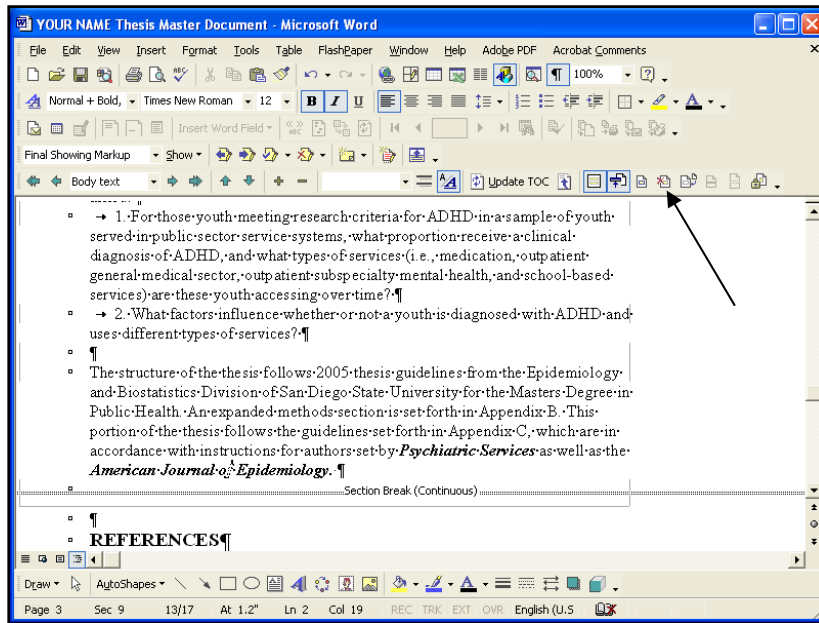 YOUR NAME Thesis Master Document - Microsoft Word
File Edit View Insert Format Tools Table FlashPaper Window Help Adobe PDF Acrobat Comments
100%
Normal + Bold, Times New Roman 12 B I U
Insert Word Field
Final Showing Markup Show
Body text Update TOC
→ 1. For those youth meeting research criteria for ADHD in a sample of youth
served in public sector service systems, what proportion receive a clinical
diagnosis of ADHD, and what types of services (i.e., medication, outpatient
general medical sector, outpatient subspecialty mental health, and school-based
services) are these youth accessing over time? ¶
→ 2. What factors influence whether or not a youth is diagnosed with ADHD and
uses different types of services? ¶
¶
The structure of the thesis follows 2005 thesis guidelines from the Epidemiology
and Biostatistics Division of San Diego State University for the Masters Degree in
Public Health. An expanded methods section is set forth in Appendix B. This
portion of the thesis follows the guidelines set forth in Appendix C, which are in
accordance with instructions for authors set by Psychiatric Services as well as the
American Journal of Epidemiology. ¶
Section Break (Continuous)
¶
REFERENCES¶
Draw AutoShapes
Page 3 Sec 9 13/17 At 1.2" Ln 2 Col 19 REC TRK EXT OVR English (U.S